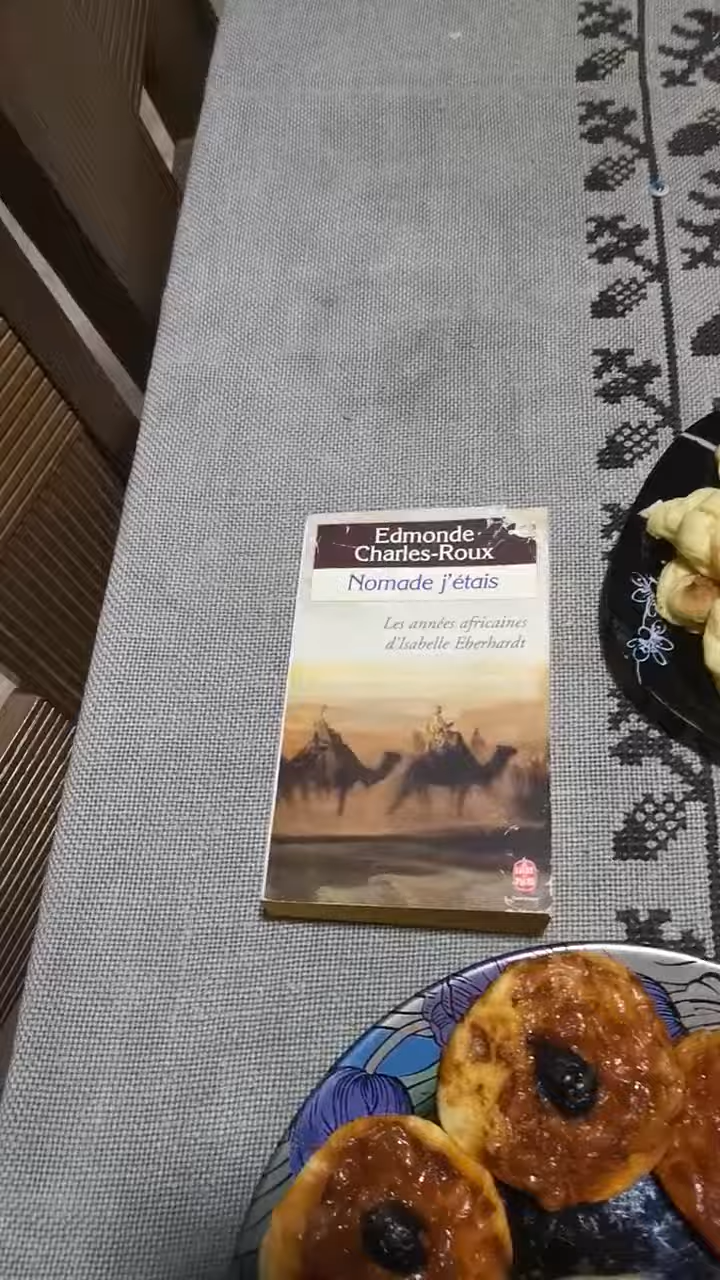 Edmonde
Charles-Roux
Nomade j'étais
Les années africaines
d'Isabelle Eberhardt